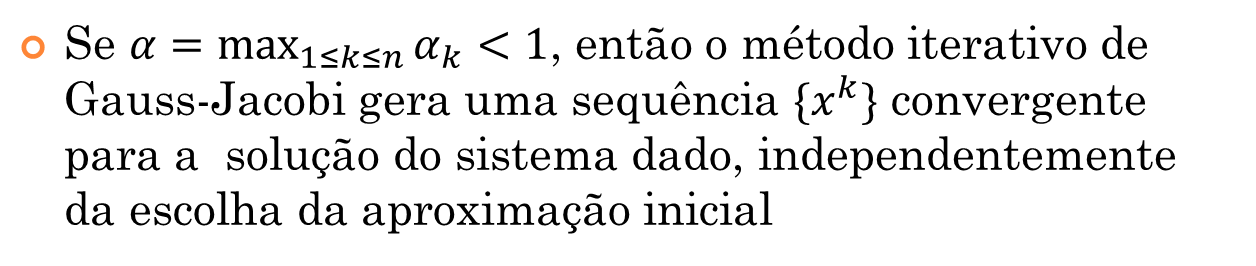 Se 𝛼 = max₁≤𝑘≤𝑛 𝛼ₖ < 1, então o método iterativo de
Gauss-Jacobi gera uma sequência {𝑥ᵏ} convergente
para a solução do sistema dado, independentemente
da escolha da aproximação inicial